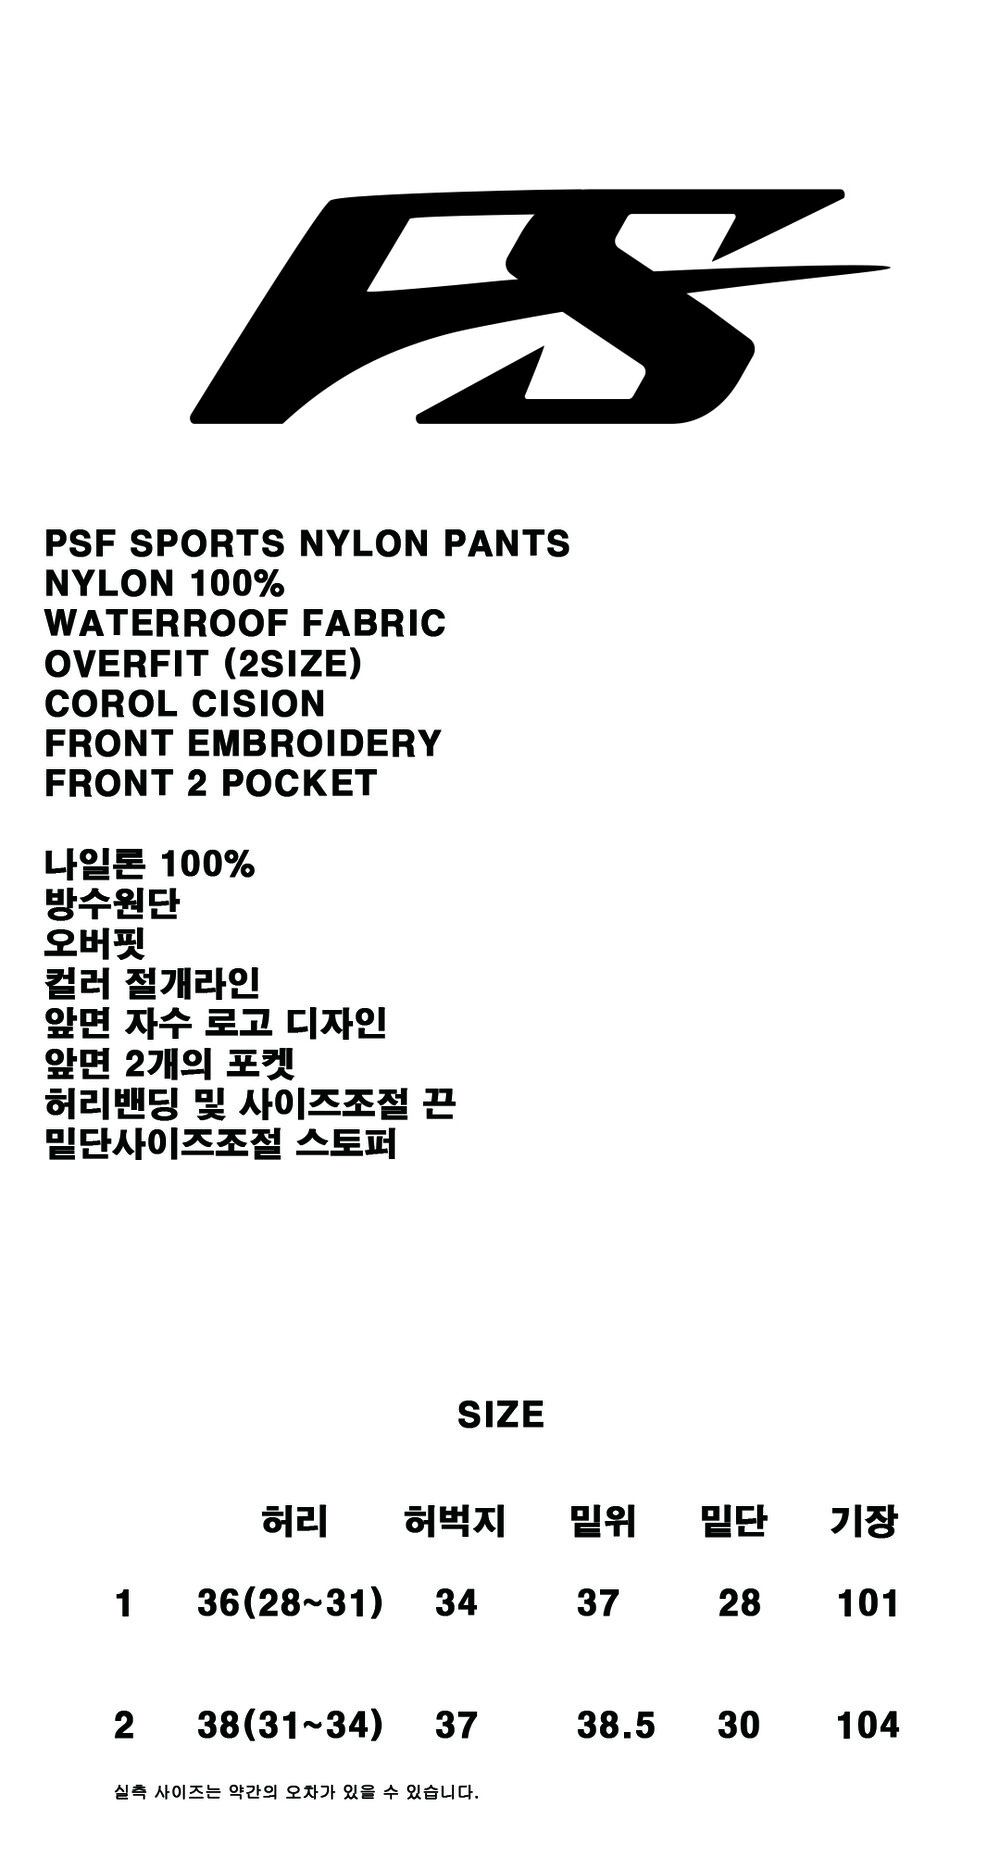 PS
PSF SPORTS NYLON PANTS
NYLON 100%
WATERROOF FABRIC
OVERFIT (2SIZE)
COROL CISION
FRONT EMBROIDERY
FRONT 2 POCKET
나일론 100%
방수원단
오버핏
컬러 절개라인
앞면 자수 로고 디자인
앞면 2개의 포켓
허리밴딩 및 사이즈조절 끈
밑단사이즈조절 스토퍼
SIZE
허리 허벅지 밑위 밑단 기장
1 36(28~31) 34 37 28 101
2 38(31~34) 37 38.5 30 104
실측 사이즈는 약간의 오차가 있을 수 있습니다.